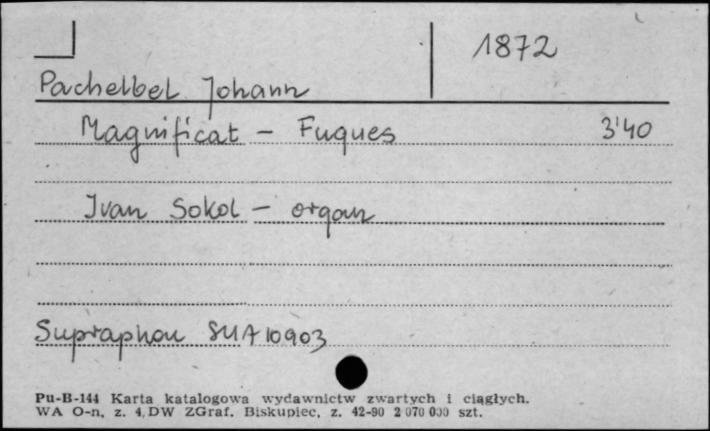 1872
Pachelbel Johann
Magnificat - Fuques 3'40
Ivan Sokol - organ
Supraphon SUA 10903
Pu-B-144 Karta katalogowa wydawnictw zwartych i ciągłych.
WA O-n, z. 4, DW ZGraf. Biskupiec, z. 42-90 2 070 000 szt.